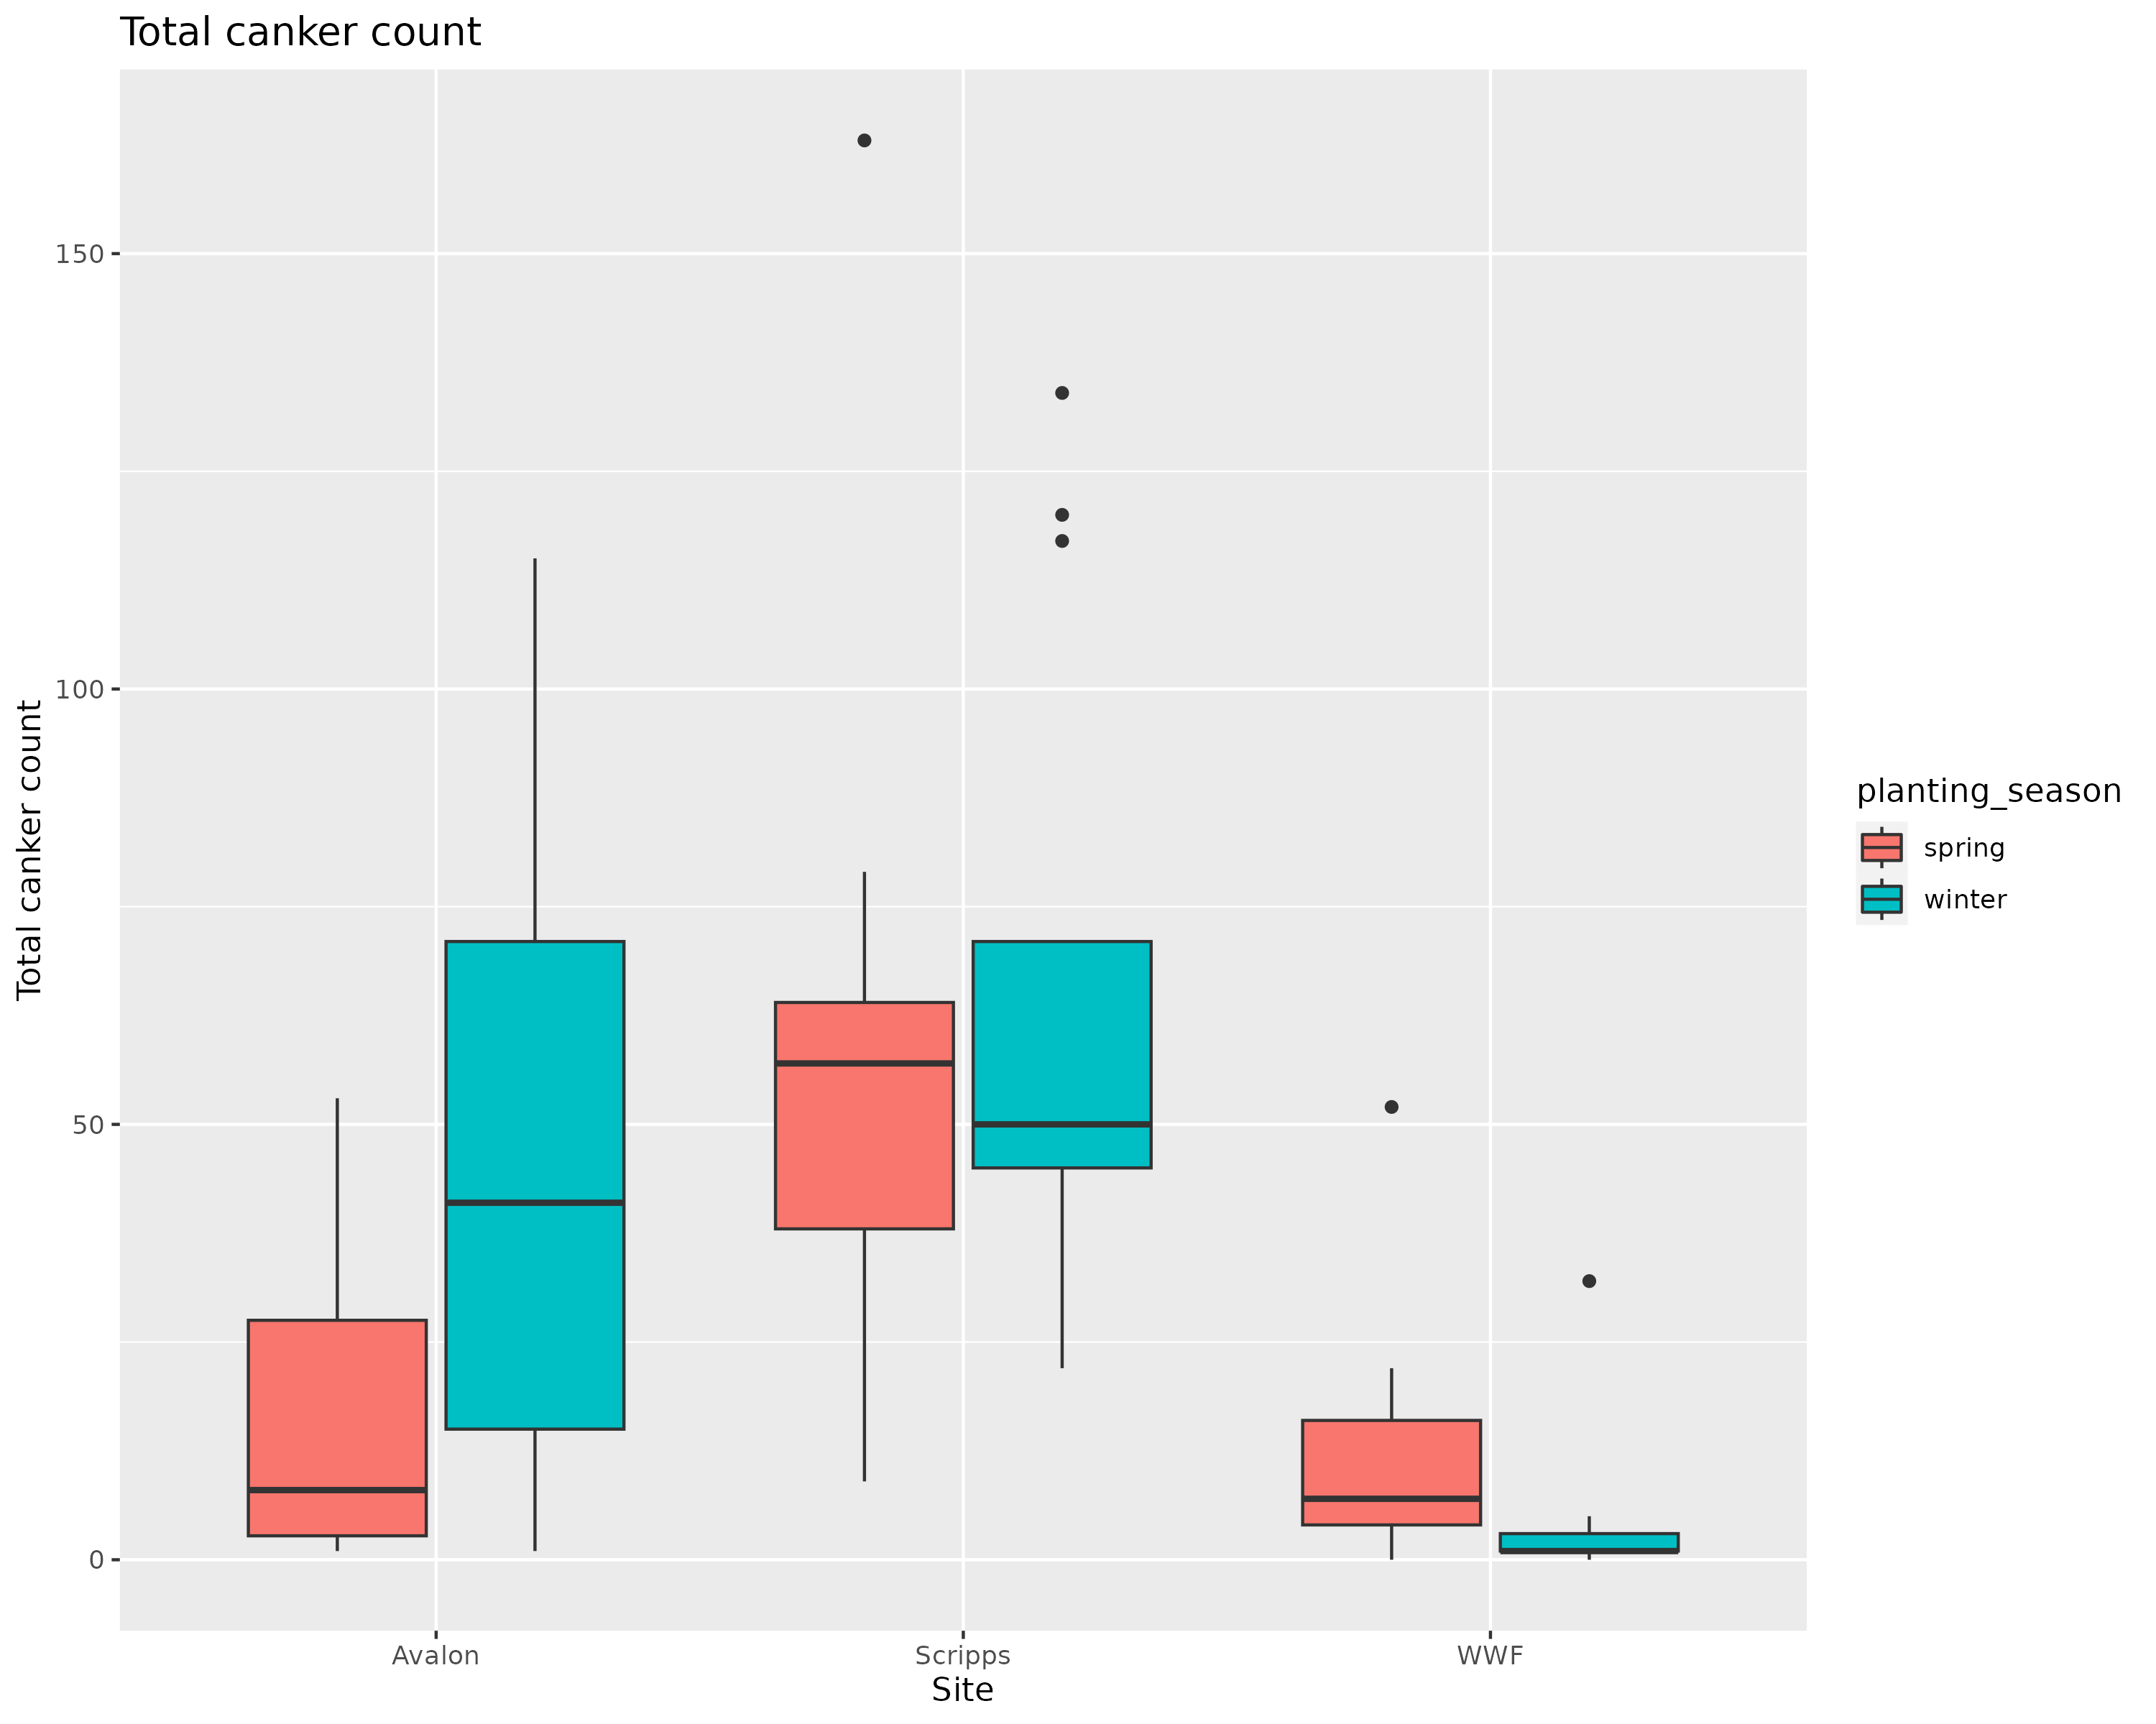 Total canker count
150
100
50
0
Total canker count
Avalon
Scripps
WWF
Site
planting_season
spring
winter